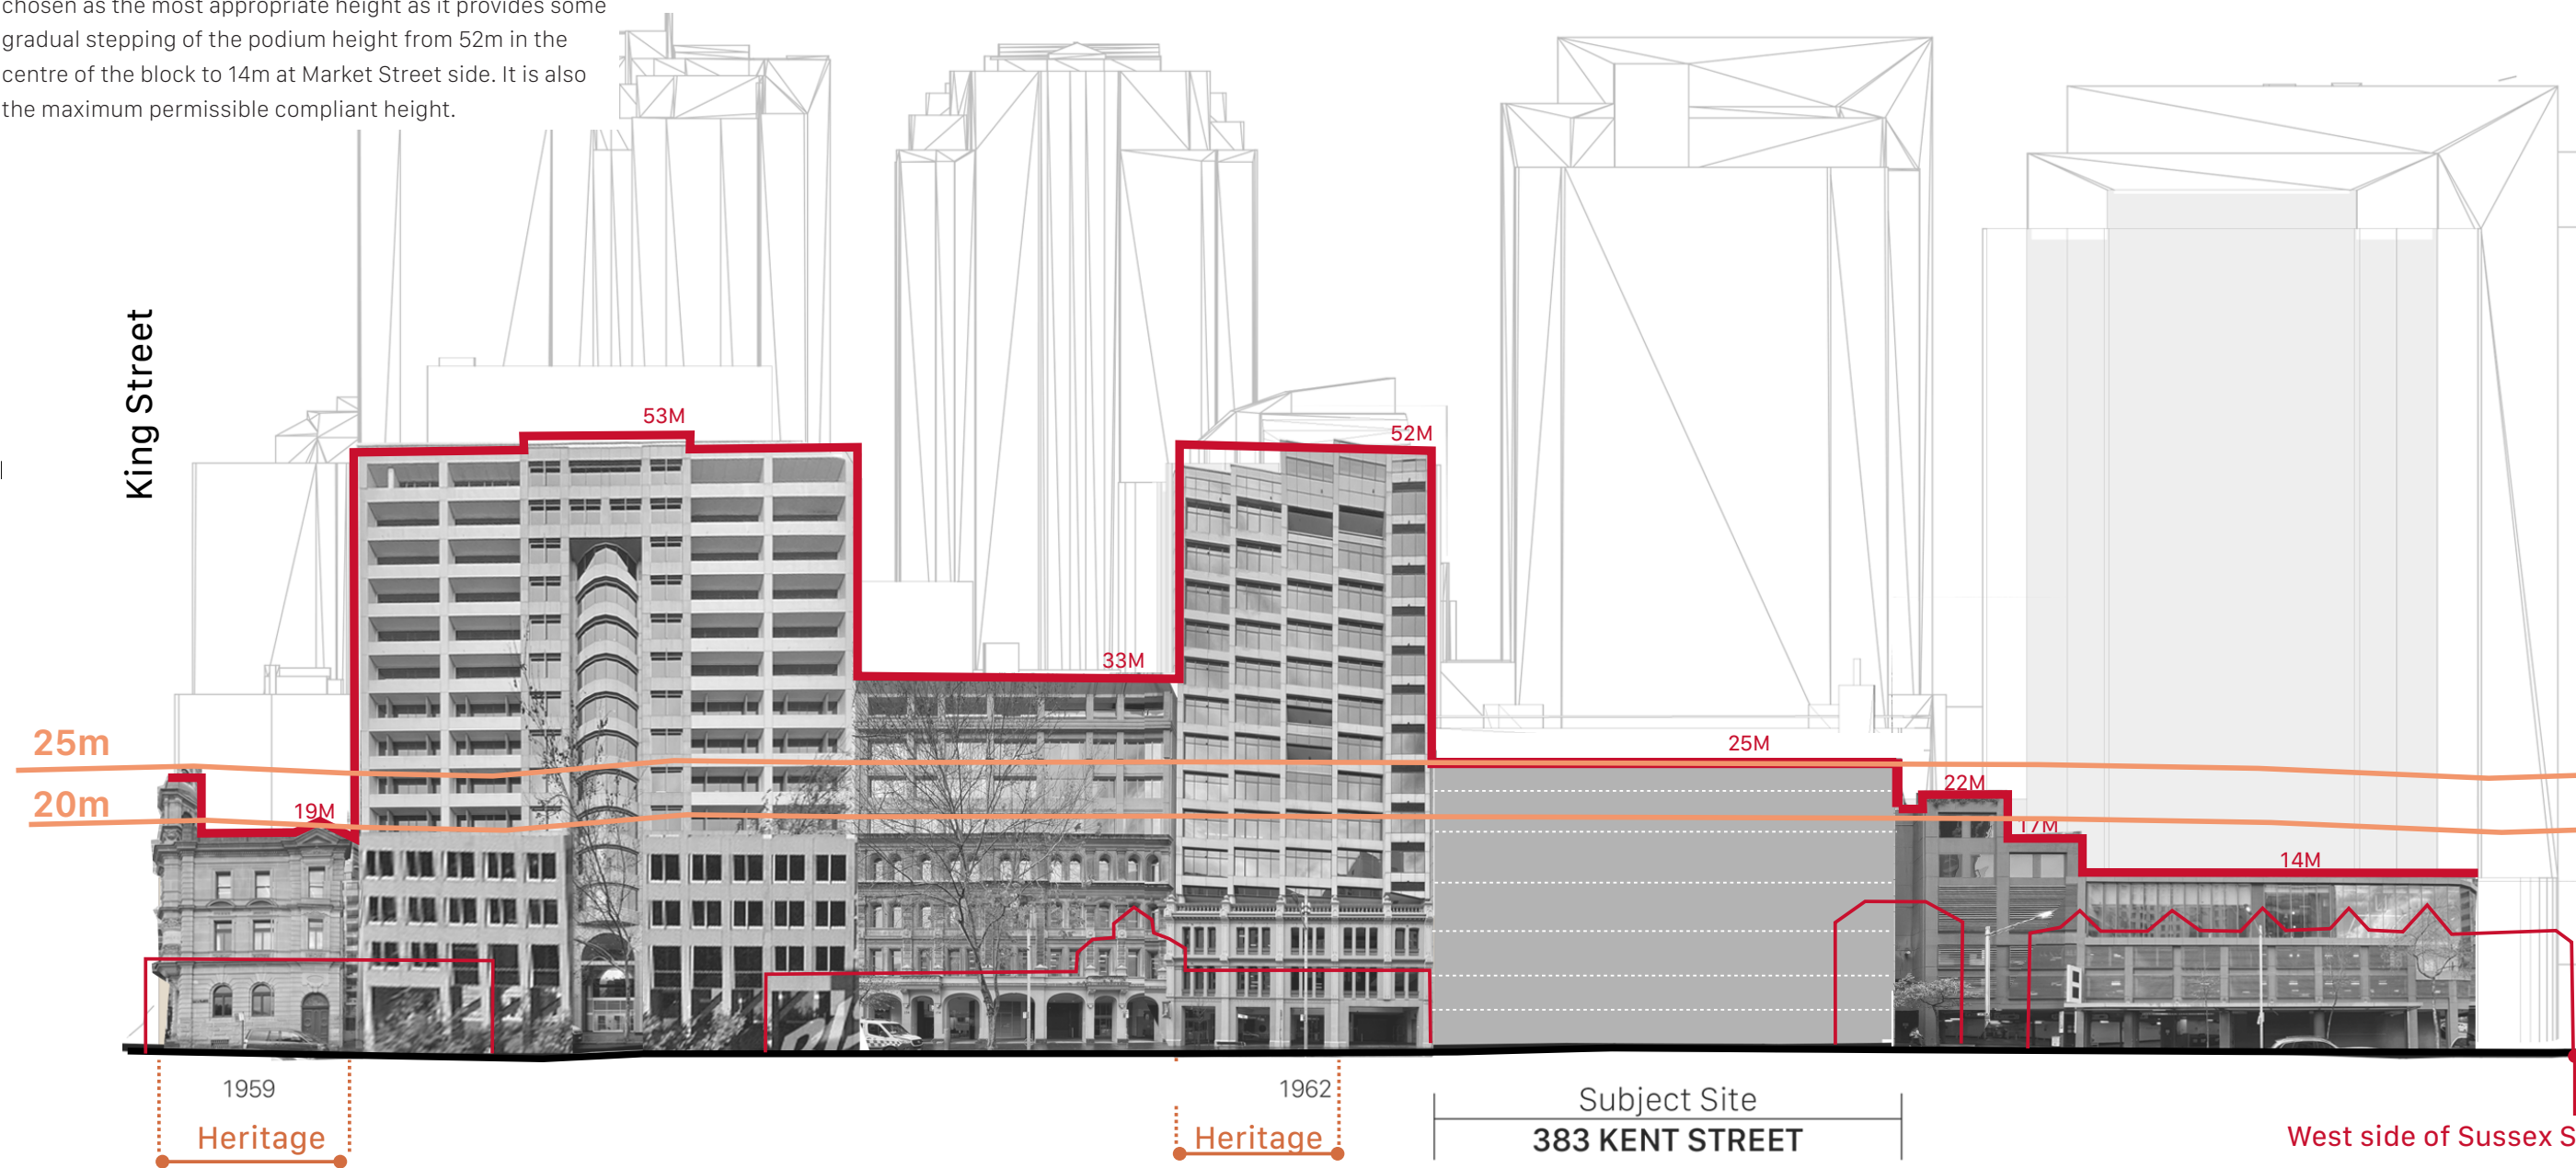 chosen as the most appropriate height as it provides some
gradual stepping of the podium height from 52m in the
centre of the block to 14m at Market Street side. It is also
the maximum permissible compliant height.
King Street
53M
52M
33M
25m
25M
20m
19M
22M
17M
14M
1959
Heritage
1962
Heritage
Subject Site
383 KENT STREET
West side of Sussex S